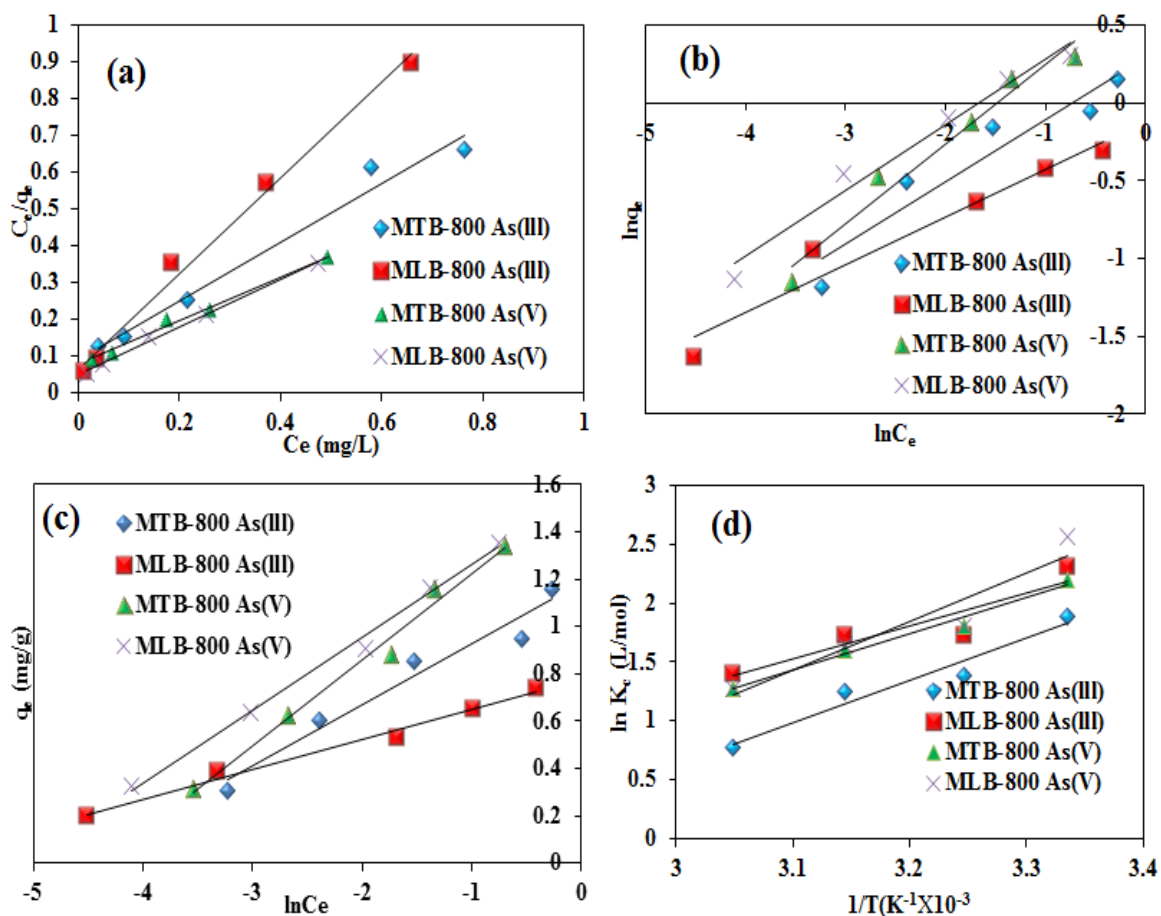 (a)
1
0.9
0.8
0.7
0.6
0.5
0.4
0.3
0.2
0.1
0
Ce/qe
0
0.2
0.4
0.6
0.8
1
Ce (mg/L)
MTB-800 As(III)
MLB-800 As(III)
MTB-800 As(V)
MLB-800 As(V)
(b)
0.5
0
-0.5
-1
-1.5
-2
lnqe
-5
-4
-3
-2
-1
0
lnCe
MTB-800 As(III)
MLB-800 As(III)
MTB-800 As(V)
MLB-800 As(V)
(c)
1.6
1.4
1.2
1
0.8
0.6
0.4
0.2
0
qe (mg/g)
-5
-4
-3
-2
-1
0
lnCe
MTB-800 As(III)
MLB-800 As(III)
MTB-800 As(V)
MLB-800 As(V)
(d)
3
2.5
2
1.5
1
0.5
0
ln Kc (L/mol)
3
3.1
3.2
3.3
3.4
1/T(K-1X10-3
MTB-800 As(III)
MLB-800 As(III)
MTB-800 As(V)
MLB-800 As(V)